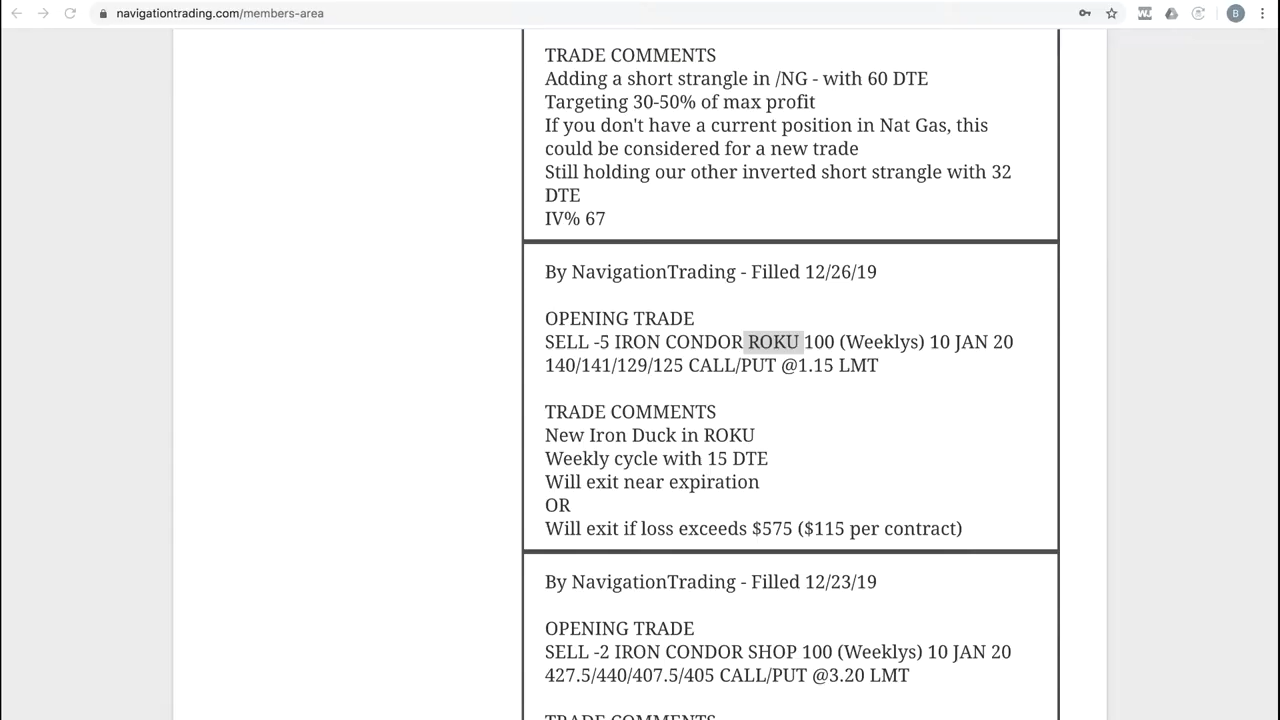 navigationtrading.com/members-area
B
TRADE COMMENTS
Adding a short strangle in /NG - with 60 DTE
Targeting 30-50% of max profit
If you don't have a current position in Nat Gas, this
could be considered for a new trade
Still holding our other inverted short strangle with 32
DTE
IV% 67
By NavigationTrading - Filled 12/26/19
OPENING TRADE
SELL -5 IRON CONDOR ROKU 100 (Weeklys) 10 JAN 20
140/141/129/125 CALL/PUT @1.15 LMT
TRADE COMMENTS
New Iron Duck in ROKU
Weekly cycle with 15 DTE
Will exit near expiration
OR
Will exit if loss exceeds $575 ($115 per contract)
By NavigationTrading - Filled 12/23/19
OPENING TRADE
SELL -2 IRON CONDOR SHOP 100 (Weeklys) 10 JAN 20
427.5/440/407.5/405 CALL/PUT @3.20 LMT
TRADE COMMENTS